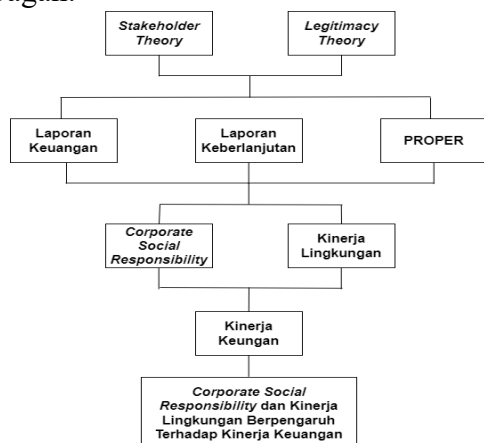 Stakeholder
Theory
Legitimacy
Theory
Laporan
Keuangan
Laporan
Keberlanjutan
PROPER
Corporate
Social
Responsibility
Kinerja
Lingkungan
Kinerja
Keungan
Corporate Social
Responsibility dan Kinerja
Lingkungan Berpengaruh
Terhadap Kinerja Keuangan